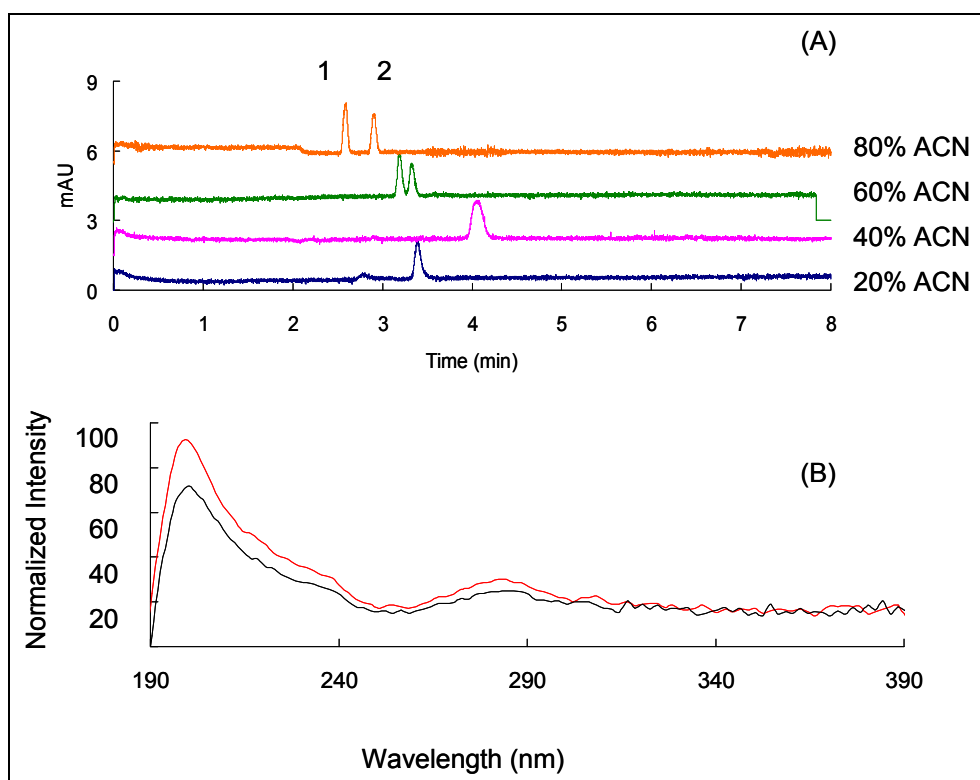 (A)
1 2
9
6
3
0
mAU
80% ACN
60% ACN
40% ACN
20% ACN
0 1 2 3 4 5 6 7 8
Time (min)
(B)
100
80
60
40
20
Normalized Intensity
190 240 290 340 390
Wavelength (nm)